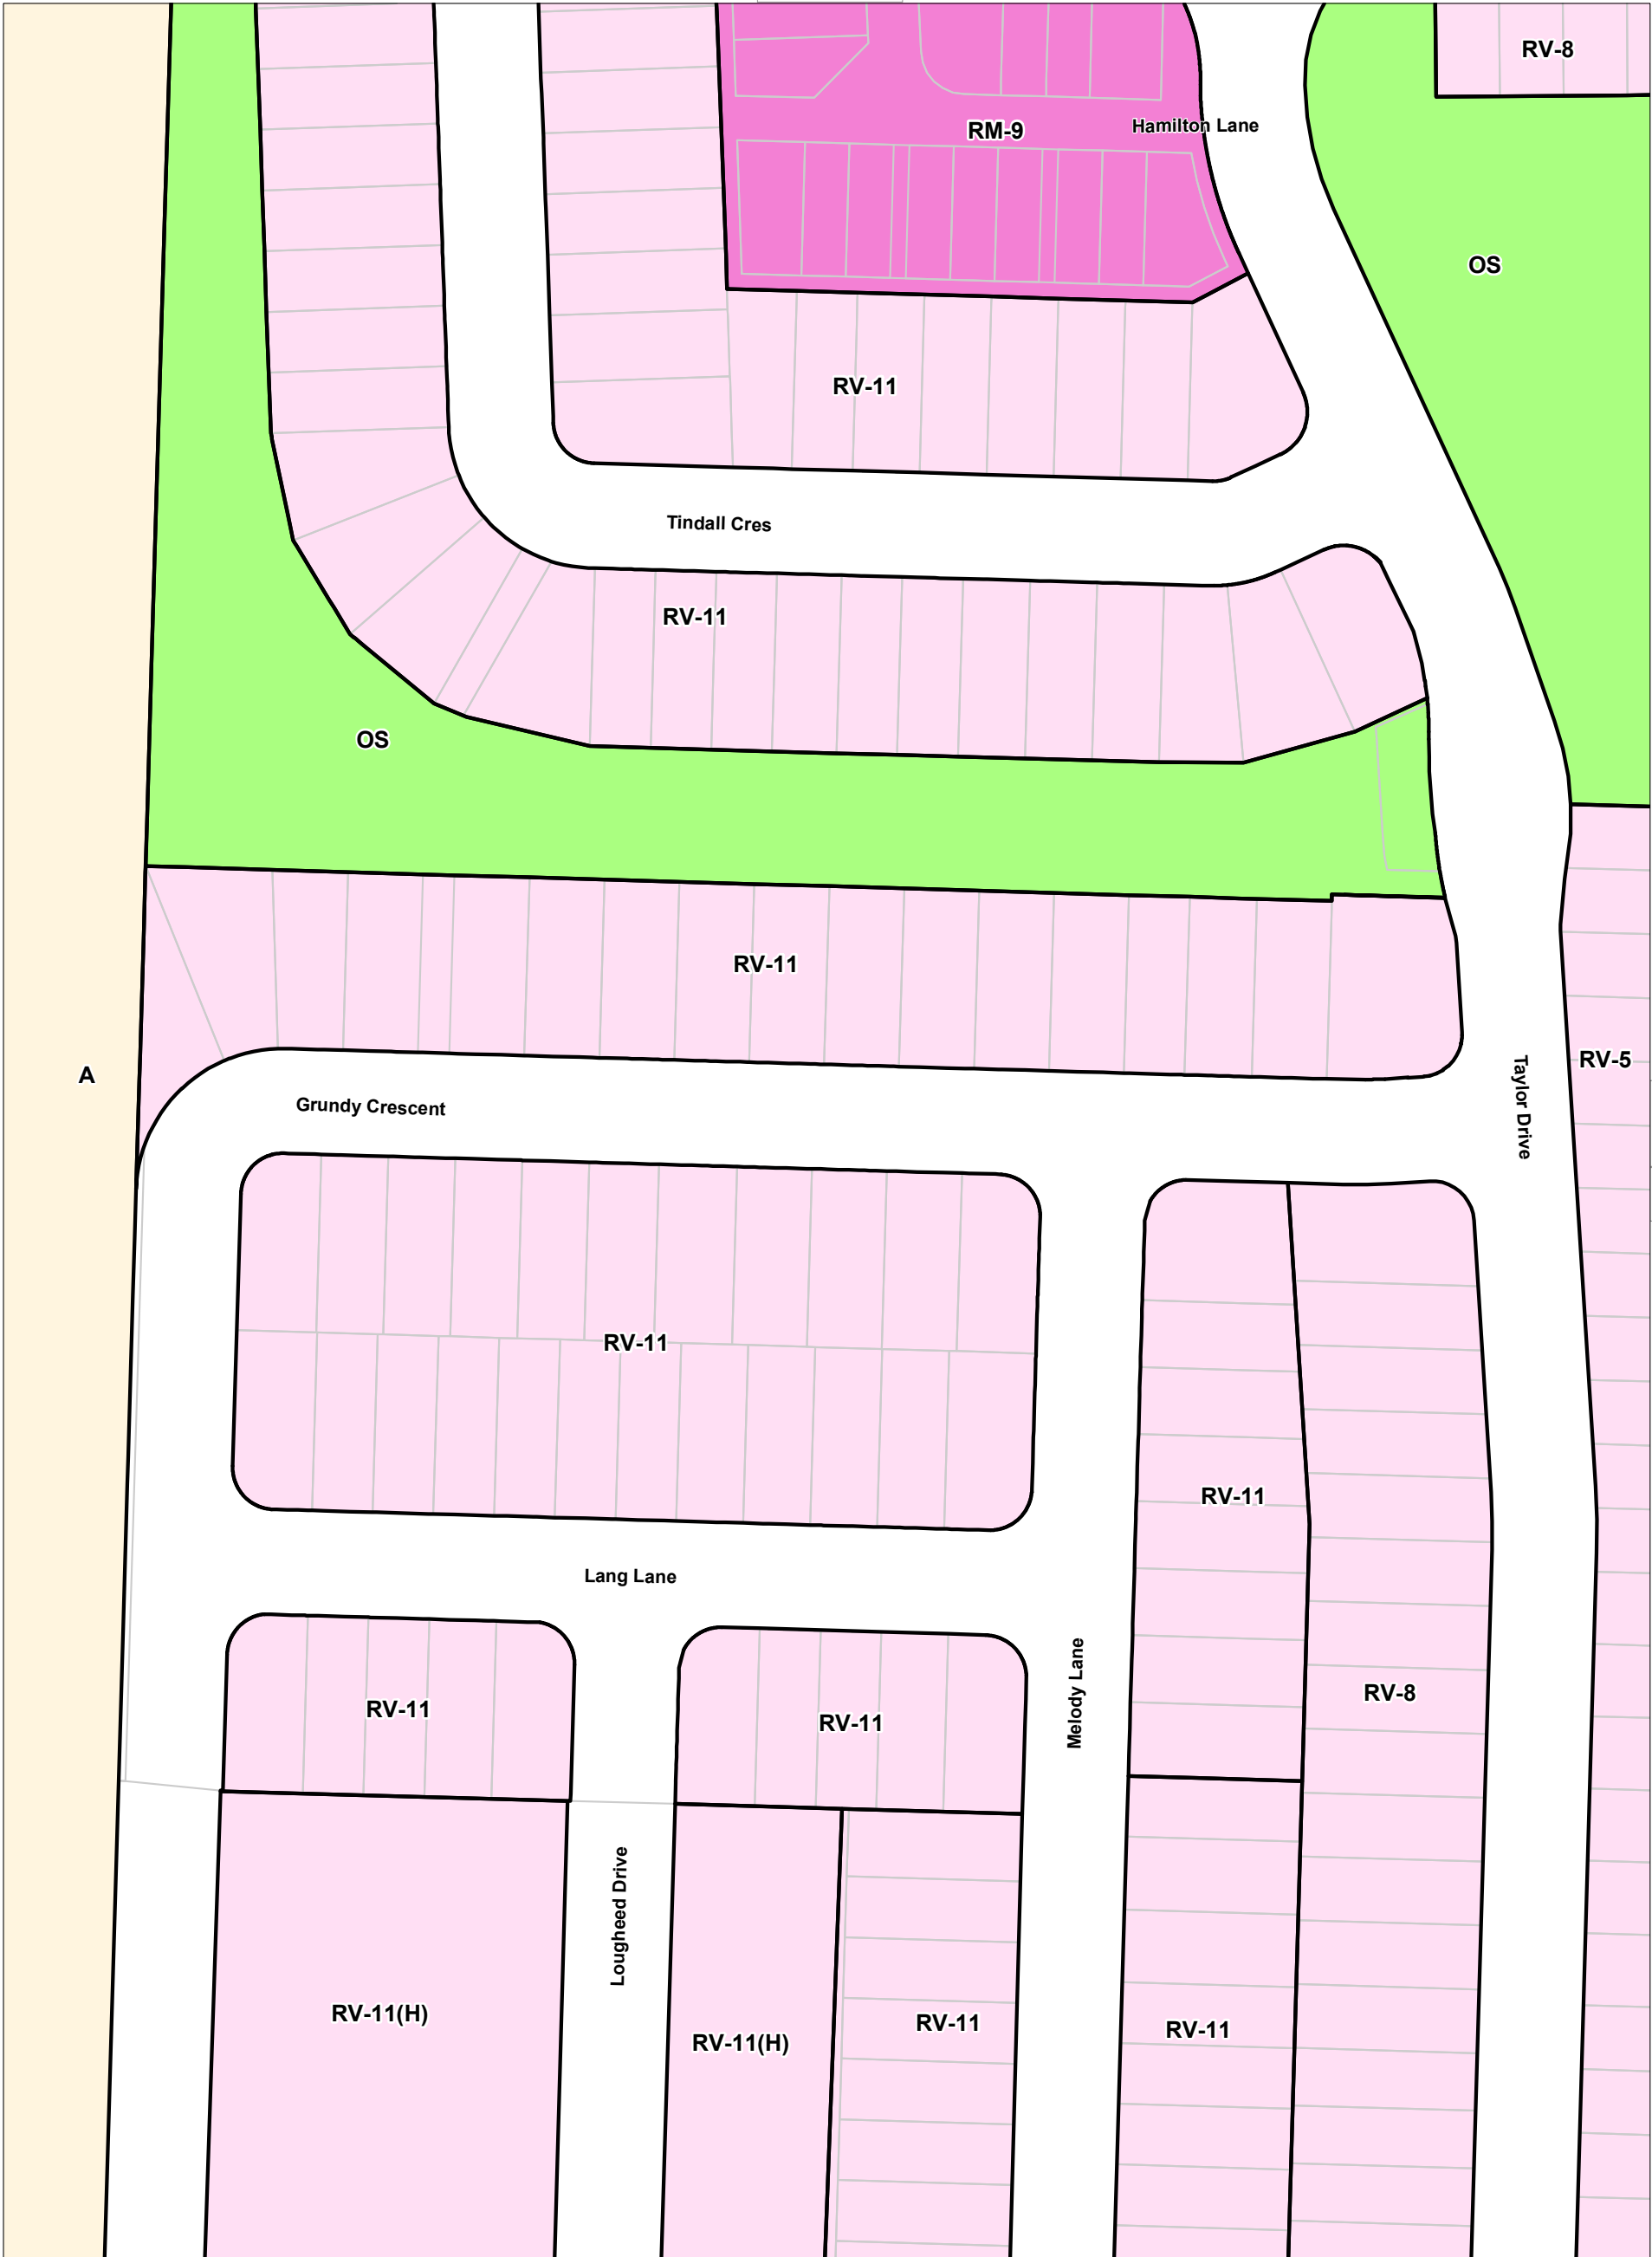 RV-8
Hamilton Lane
RM-9
OS
RV-11
Tindall Cres
RV-11
OS
RV-11
RV-5
A
Taylor Drive
Grundy Crescent
RV-11
RV-11
Lang Lane
Melody Lane
RV-8
RV-11
RV-11
Lougheed Drive
RV-11(H)
RV-11
RV-11
RV-11(H)